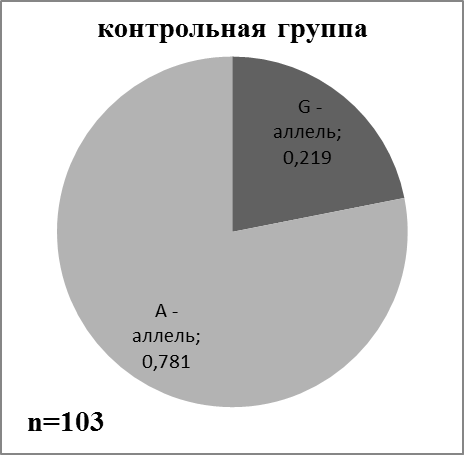 контрольная группа
G -
аллель;
0,219
А -
аллель;
0,781
n=103